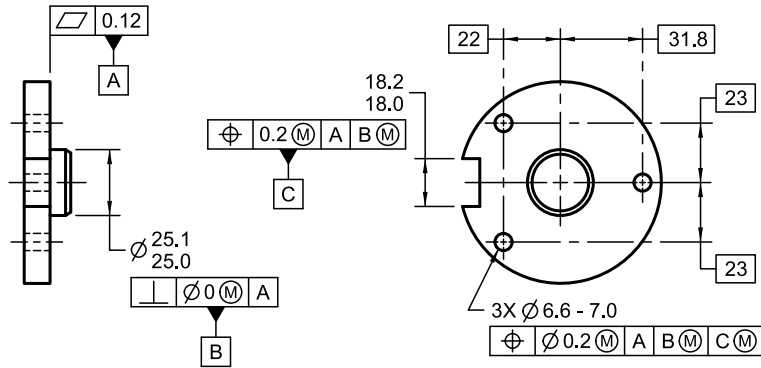 ⏥ 0.12
A
22
31.8
18.2
18.0
23
⌖ 0.2 Ⓜ A B Ⓜ
C
⌀ 25.1
25.0
⟂ ⌀ 0 Ⓜ A
B
23
3X ⌀ 6.6 - 7.0
⌖ ⌀ 0.2 Ⓜ A B Ⓜ C Ⓜ